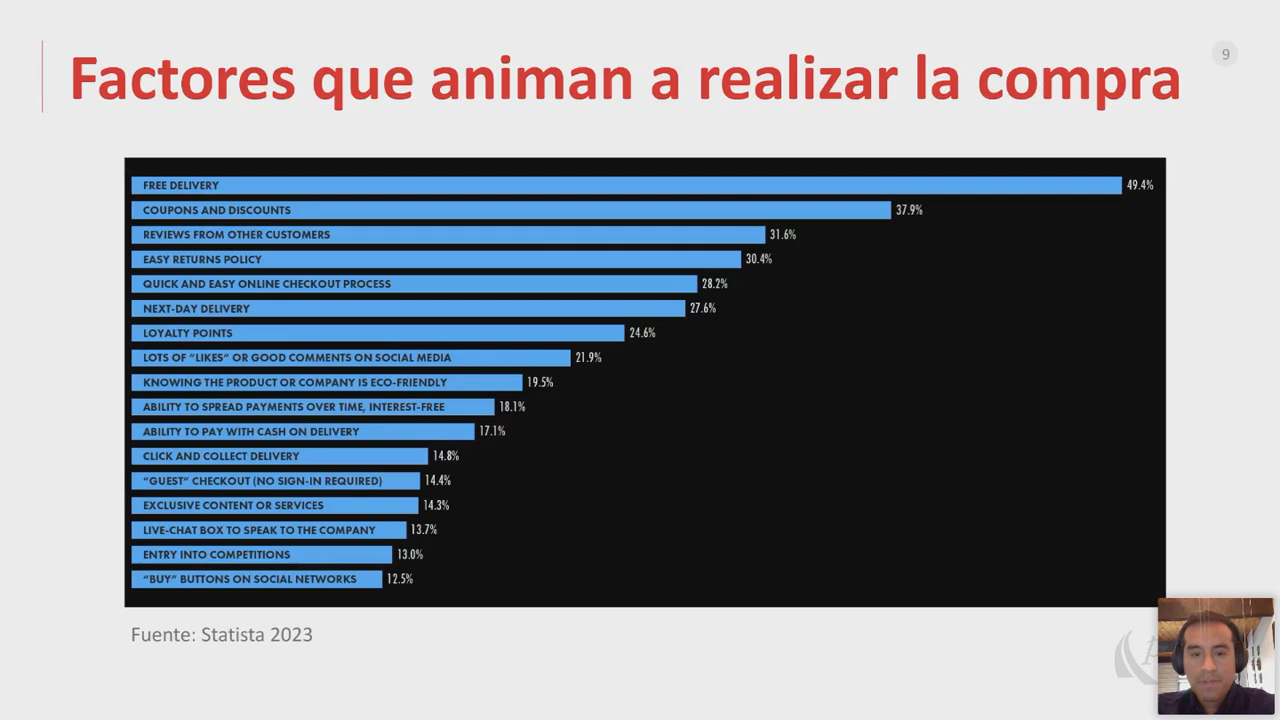 Factores que animan a realizar la compra
9
FREE DELIVERY 49.4%
COUPONS AND DISCOUNTS 37.9%
REVIEWS FROM OTHER CUSTOMERS 31.6%
EASY RETURNS POLICY 30.4%
QUICK AND EASY ONLINE CHECKOUT PROCESS 28.2%
NEXT-DAY DELIVERY 27.6%
LOYALTY POINTS 24.6%
LOTS OF “LIKES” OR GOOD COMMENTS ON SOCIAL MEDIA 21.9%
KNOWING THE PRODUCT OR COMPANY IS ECO-FRIENDLY 19.5%
ABILITY TO SPREAD PAYMENTS OVER TIME, INTEREST-FREE 18.1%
ABILITY TO PAY WITH CASH ON DELIVERY 17.1%
CLICK AND COLLECT DELIVERY 14.8%
“GUEST” CHECKOUT (NO SIGN-IN REQUIRED) 14.4%
EXCLUSIVE CONTENT OR SERVICES 14.3%
LIVE-CHAT BOX TO SPEAK TO THE COMPANY 13.7%
ENTRY INTO COMPETITIONS 13.0%
“BUY” BUTTONS ON SOCIAL NETWORKS 12.5%
Fuente: Statista 2023